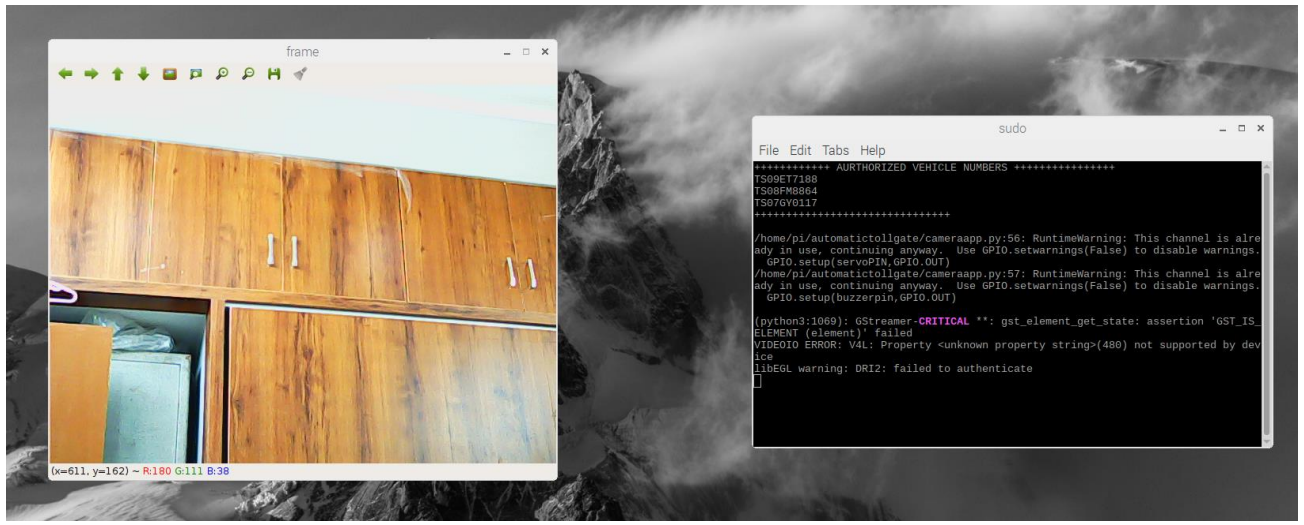 frame
(x=611, y=162) ~ R:180 G:111 B:38
sudo
File Edit Tabs Help
++++++++++++ AURTHORIZED VEHICLE NUMBERS ++++++++++++++++
TS09ET7188
TS08FM8864
TS07GY0117
+++++++++++++++++++++++++++++++
/home/pi/automatictollgate/cameraapp.py:56: RuntimeWarning: This channel is alre
ady in use, continuing anyway.  Use GPIO.setwarnings(False) to disable warnings.
  GPIO.setup(servoPIN,GPIO.OUT)
/home/pi/automatictollgate/cameraapp.py:57: RuntimeWarning: This channel is alre
ady in use, continuing anyway.  Use GPIO.setwarnings(False) to disable warnings.
  GPIO.setup(buzzerpin,GPIO.OUT)
(python3:1069): GStreamer-CRITICAL **: gst_element_get_state: assertion 'GST_IS_
ELEMENT (element)' failed
VIDEOIO ERROR: V4L: Property <unknown property string>(480) not supported by dev
ice
libEGL warning: DRI2: failed to authenticate